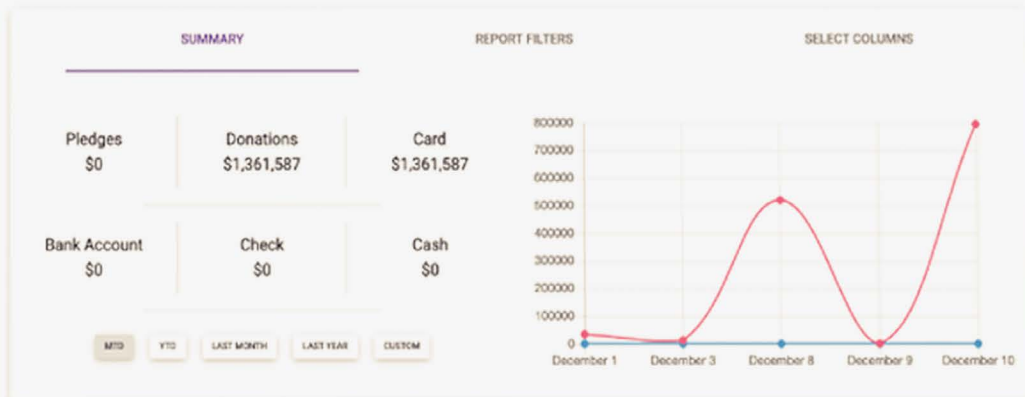 SUMMARY REPORT FILTERS SELECT COLUMNS
Pledges Donations Card
$0 $1,361,587 $1,361,587
Bank Account Check Cash
$0 $0 $0
MTD YTD LAST MONTH LAST YEAR CUSTOM
800000
700000
600000
500000
400000
300000
200000
100000
0
December 1 December 3 December 8 December 9 December 10